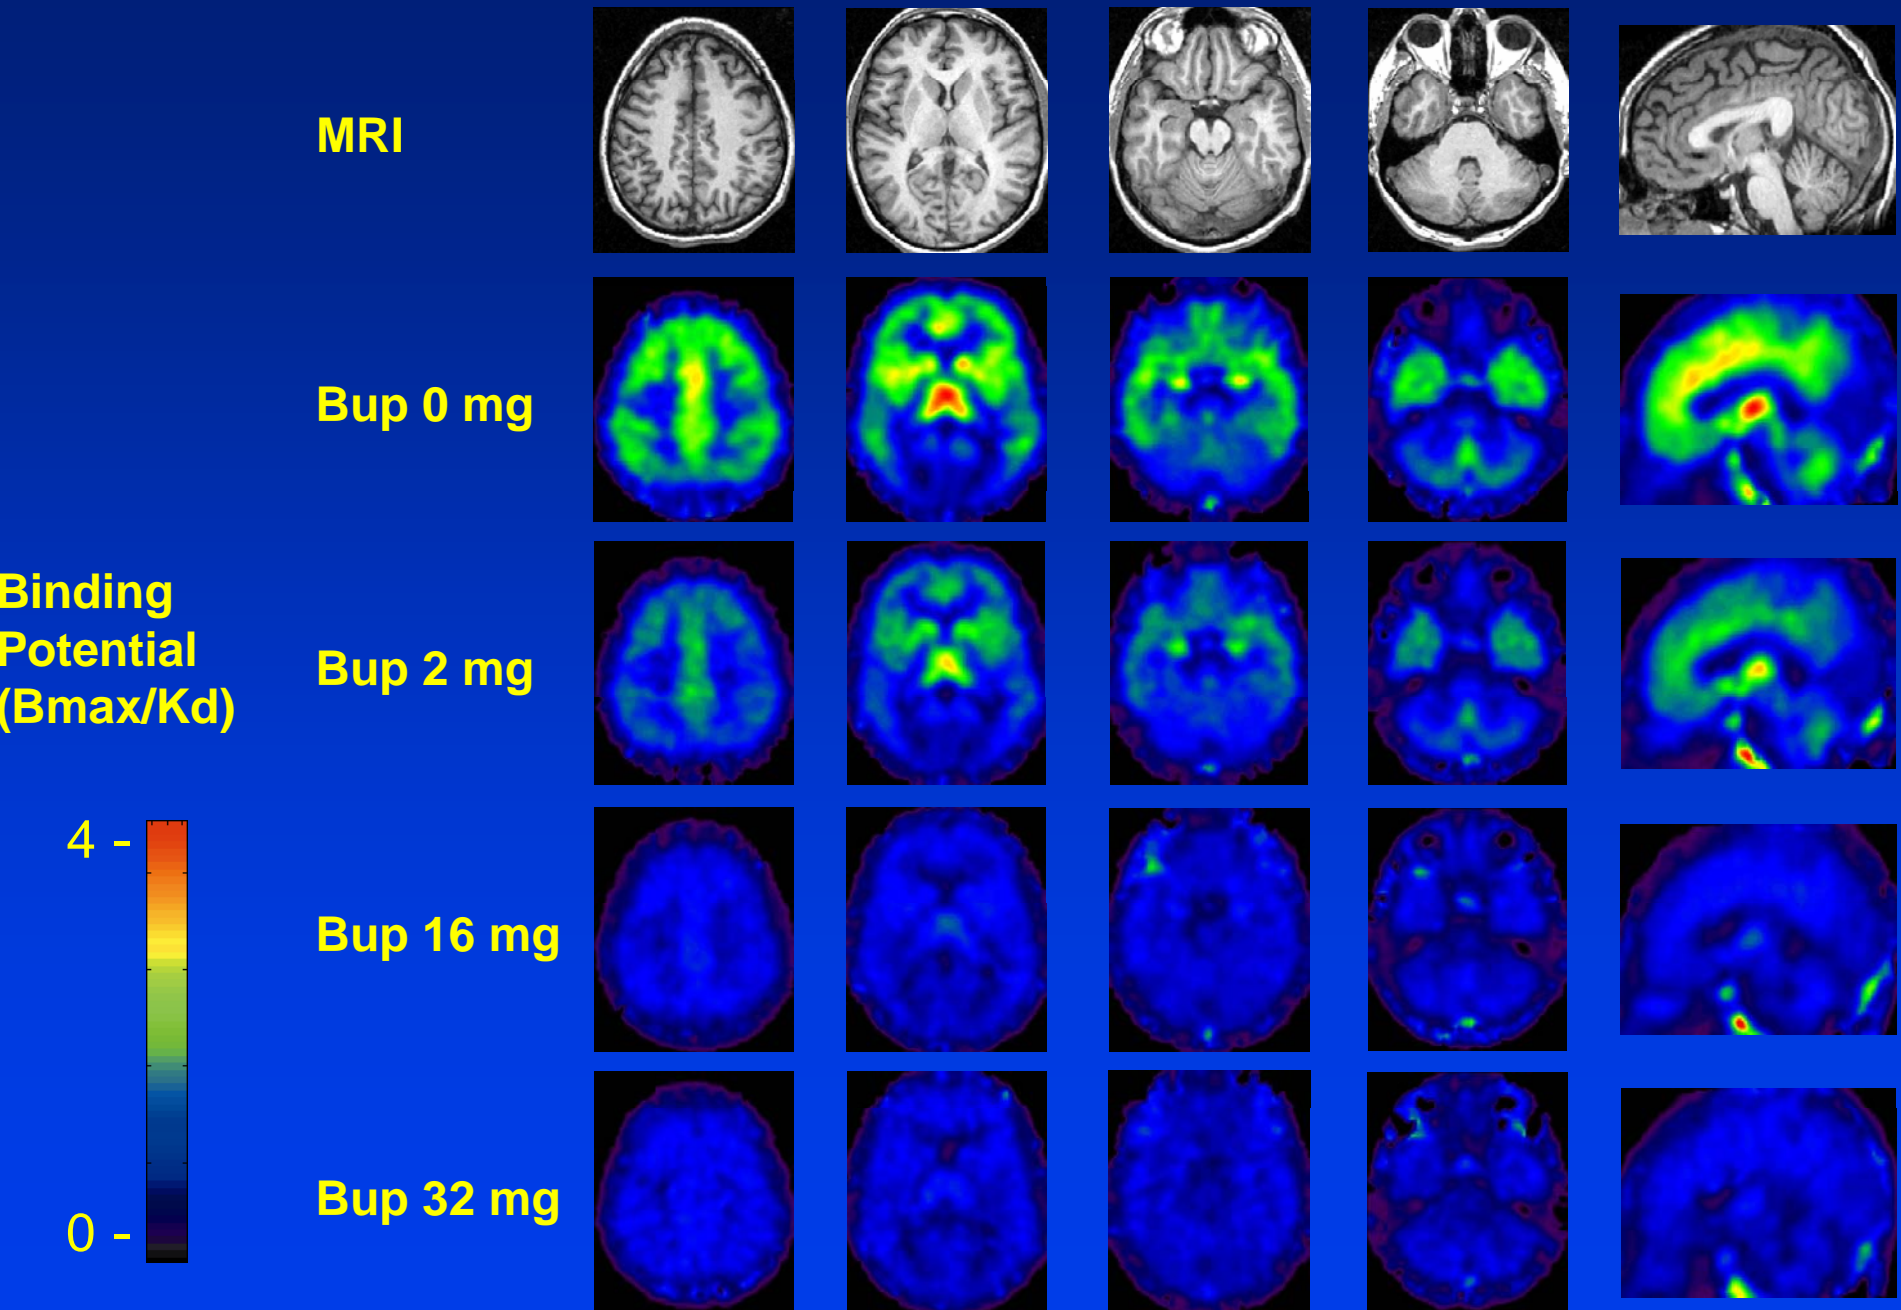 MRI
Bup 0 mg
Binding
Potential
(Bmax/Kd)
Bup 2 mg
4 -
Bup 16 mg
0 -
Bup 32 mg